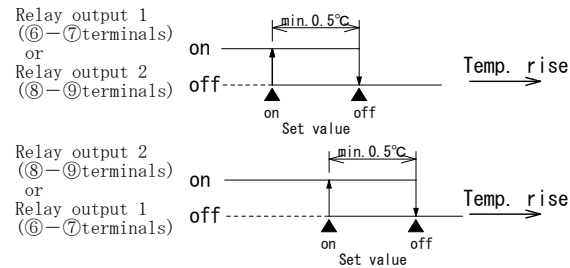 Relay output 1
(⑥－⑦terminals)
or
Relay output 2
(⑧－⑨terminals)
min. 0.5℃
on
off
Temp. rise
on
off
Set value
Relay output 2
(⑧－⑨terminals)
or
Relay output 1
(⑥－⑦terminals)
min. 0.5℃
on
off
Temp. rise
on
off
Set value